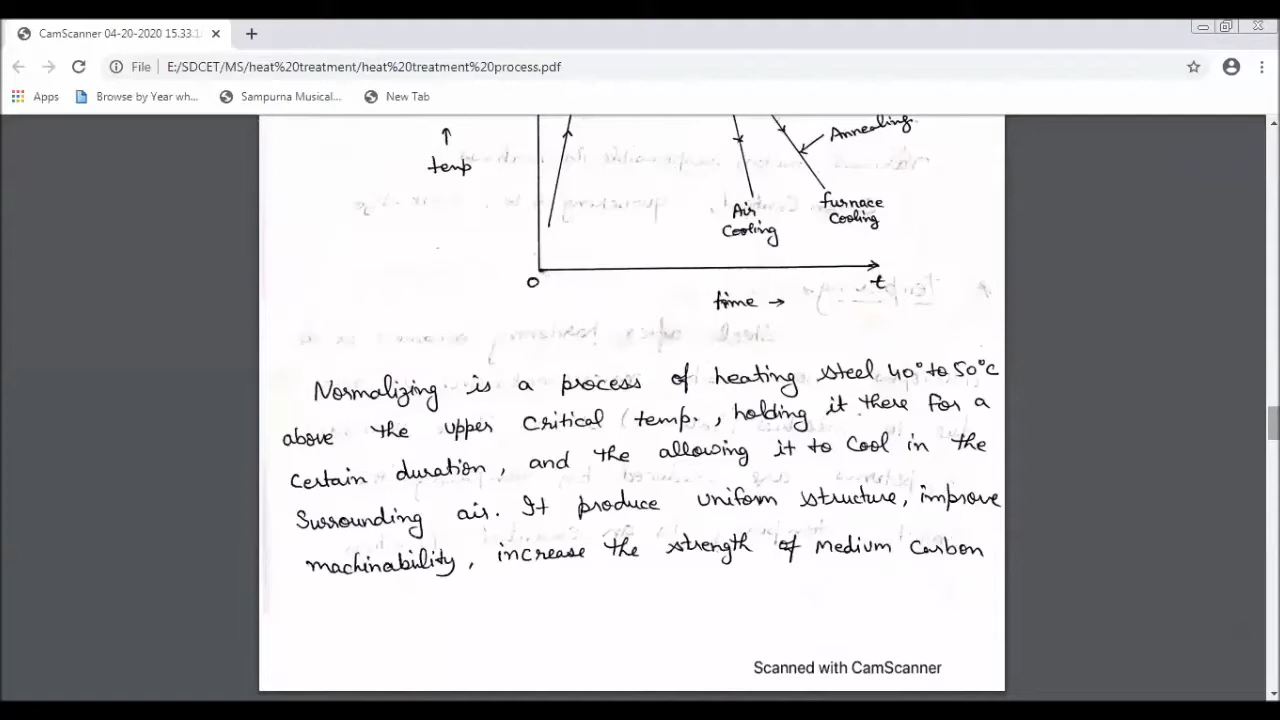 CamScanner 04-20-2020 15.33.1
File E:/SDCET/MS/heat%20treatment/heat%20treatment%20process.pdf
Apps Browse by Year wh... Sampurna Musical... New Tab
Annealing
temp
Air
Cooling
furnace
Cooling
0
t
time →
Normalizing is a process of heating steel 40° to 50°C
above the upper critical (temp., holding it there for a
certain duration, and the allowing it to cool in the
surrounding air. It produce uniform structure, improve
machinability, increase the strength of medium carbon
Scanned with CamScanner